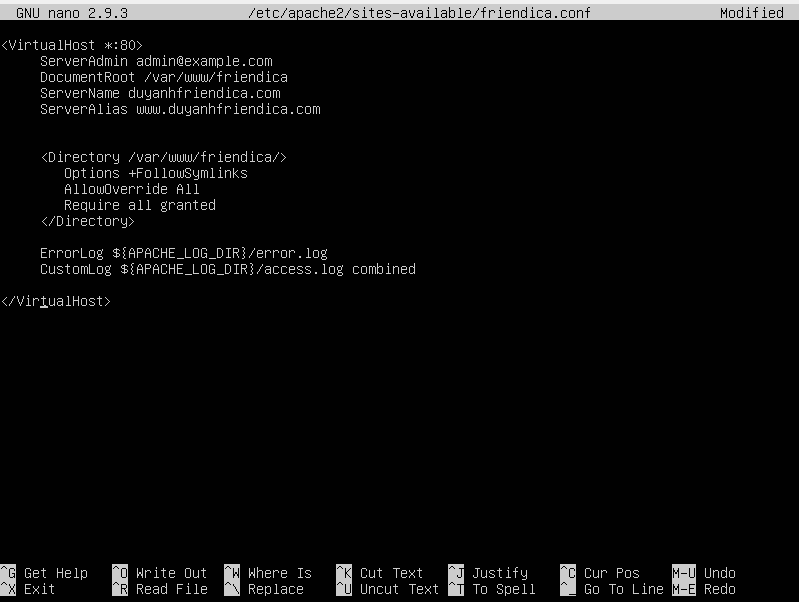 GNU nano 2.9.3 /etc/apache2/sites-available/friendica.conf Modified
<VirtualHost *:80>
ServerAdmin admin@example.com
DocumentRoot /var/www/friendica
ServerName duyanhfriendica.com
ServerAlias www.duyanhfriendica.com
<Directory /var/www/friendica/>
Options +FollowSymlinks
AllowOverride All
Require all granted
</Directory>
ErrorLog ${APACHE_LOG_DIR}/error.log
CustomLog ${APACHE_LOG_DIR}/access.log combined
</VirtualHost>
^G Get Help ^O Write Out ^W Where Is ^K Cut Text ^J Justify ^C Cur Pos M-U Undo
^X Exit ^R Read File ^\ Replace ^U Uncut Text ^T To Spell ^_ Go To Line M-E Redo